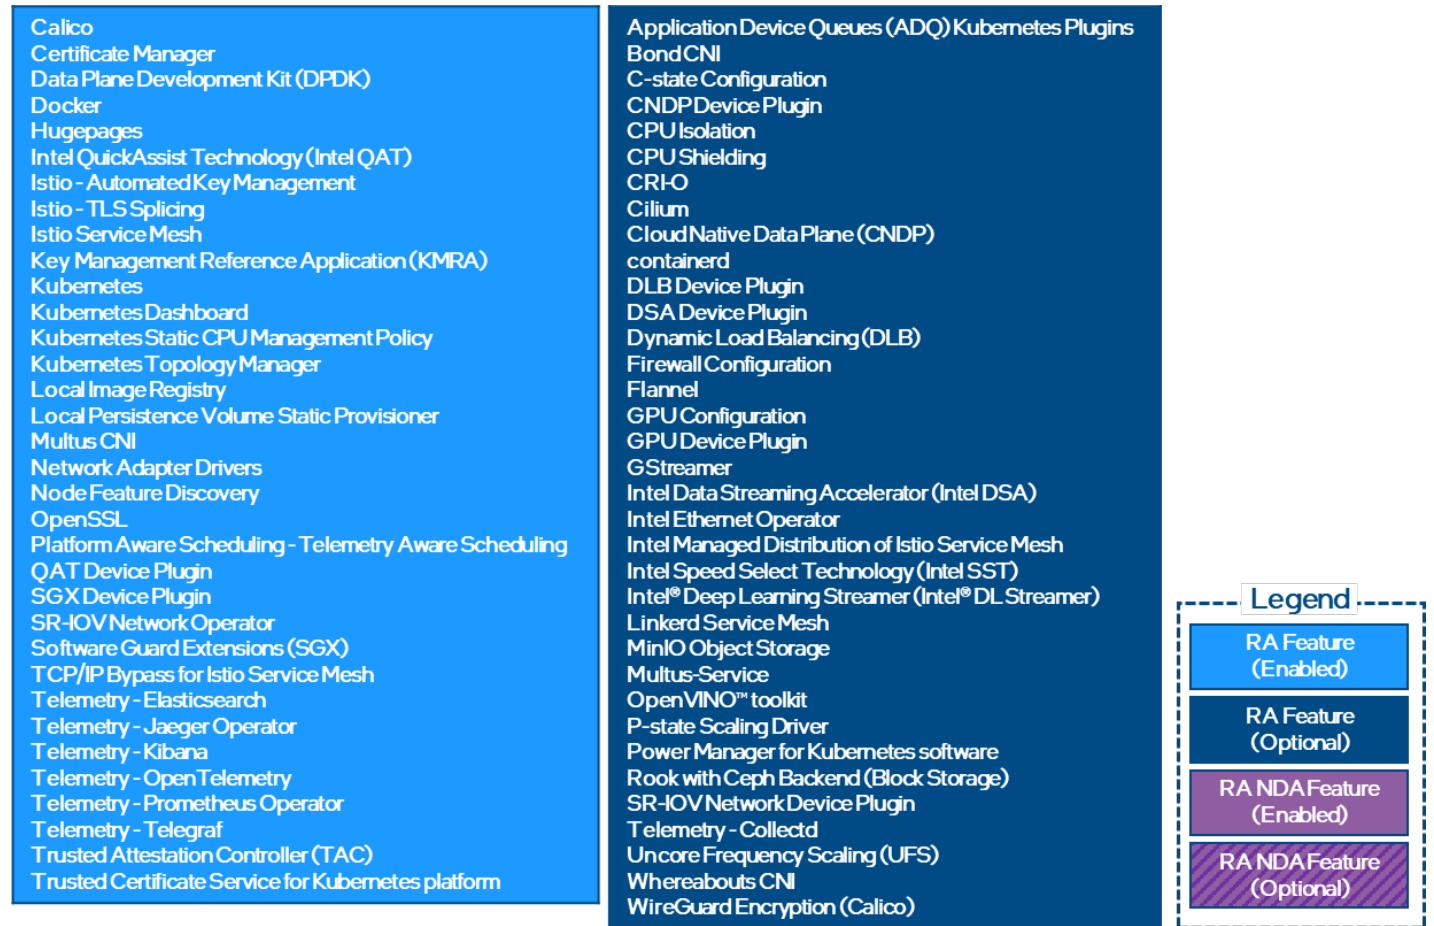 Calico
Certificate Manager
Data Plane Development Kit (DPDK)
Docker
Hugepages
Intel QuickAssist Technology (Intel QAT)
Istio - Automated Key Management
Istio - TLS Splicing
Istio Service Mesh
Key Management Reference Application (KMRA)
Kubernetes
Kubernetes Dashboard
Kubernetes Static CPU Management Policy
Kubernetes Topology Manager
Local Image Registry
Local Persistence Volume Static Provisioner
Multus CNI
Network Adapter Drivers
Node Feature Discovery
OpenSSL
Platform Aware Scheduling - Telemetry Aware Scheduling
QAT Device Plugin
SGX Device Plugin
SR-IOV Network Operator
Software Guard Extensions (SGX)
TCP/IP Bypass for Istio Service Mesh
Telemetry - Elasticsearch
Telemetry - Jaeger Operator
Telemetry - Kibana
Telemetry - OpenTelemetry
Telemetry - Prometheus Operator
Telemetry - Telegraf
Trusted Attestation Controller (TAC)
Trusted Certificate Service for Kubernetes platform
Application Device Queues (ADQ) Kubernetes Plugins
Bond CNI
C-state Configuration
CNDP Device Plugin
CPU Isolation
CPU Shielding
CRI-O
Cilium
Cloud Native Data Plane (CNDP)
containerd
DLB Device Plugin
DSA Device Plugin
Dynamic Load Balancing (DLB)
Firewall Configuration
Flannel
GPU Configuration
GPU Device Plugin
GStreamer
Intel Data Streaming Accelerator (Intel DSA)
Intel Ethernet Operator
Intel Managed Distribution of Istio Service Mesh
Intel Speed Select Technology (Intel SST)
Intel® Deep Learning Streamer (Intel® DL Streamer)
Linkerd Service Mesh
MinIO Object Storage
Multus-Service
OpenVINO™ toolkit
P-state Scaling Driver
Power Manager for Kubernetes software
Rook with Ceph Backend (Block Storage)
SR-IOV Network Device Plugin
Telemetry - Collectd
Uncore Frequency Scaling (UFS)
Whereabouts CNI
WireGuard Encryption (Calico)
Legend
RA Feature
(Enabled)
RA Feature
(Optional)
RA NDA Feature
(Enabled)
RA NDA Feature
(Optional)